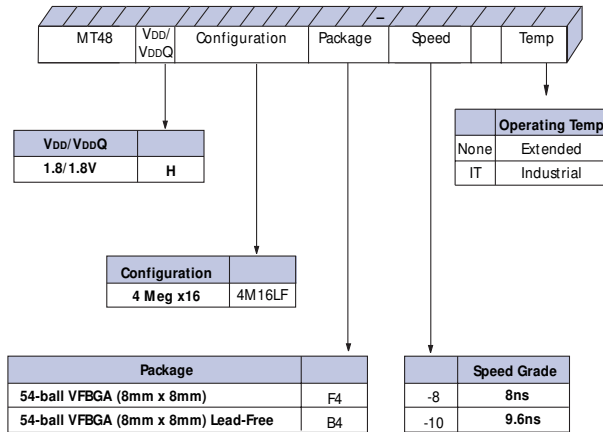 –
MT48 VDD/VDDQ Configuration Package Speed Temp
Operating Temp
None Extended
IT Industrial
VDD/VDDQ
1.8/1.8V H
Configuration
4 Meg x16 4M16LF
Package
54-ball VFBGA (8mm x 8mm) F4
54-ball VFBGA (8mm x 8mm) Lead-Free B4
Speed Grade
-8 8ns
-10 9.6ns